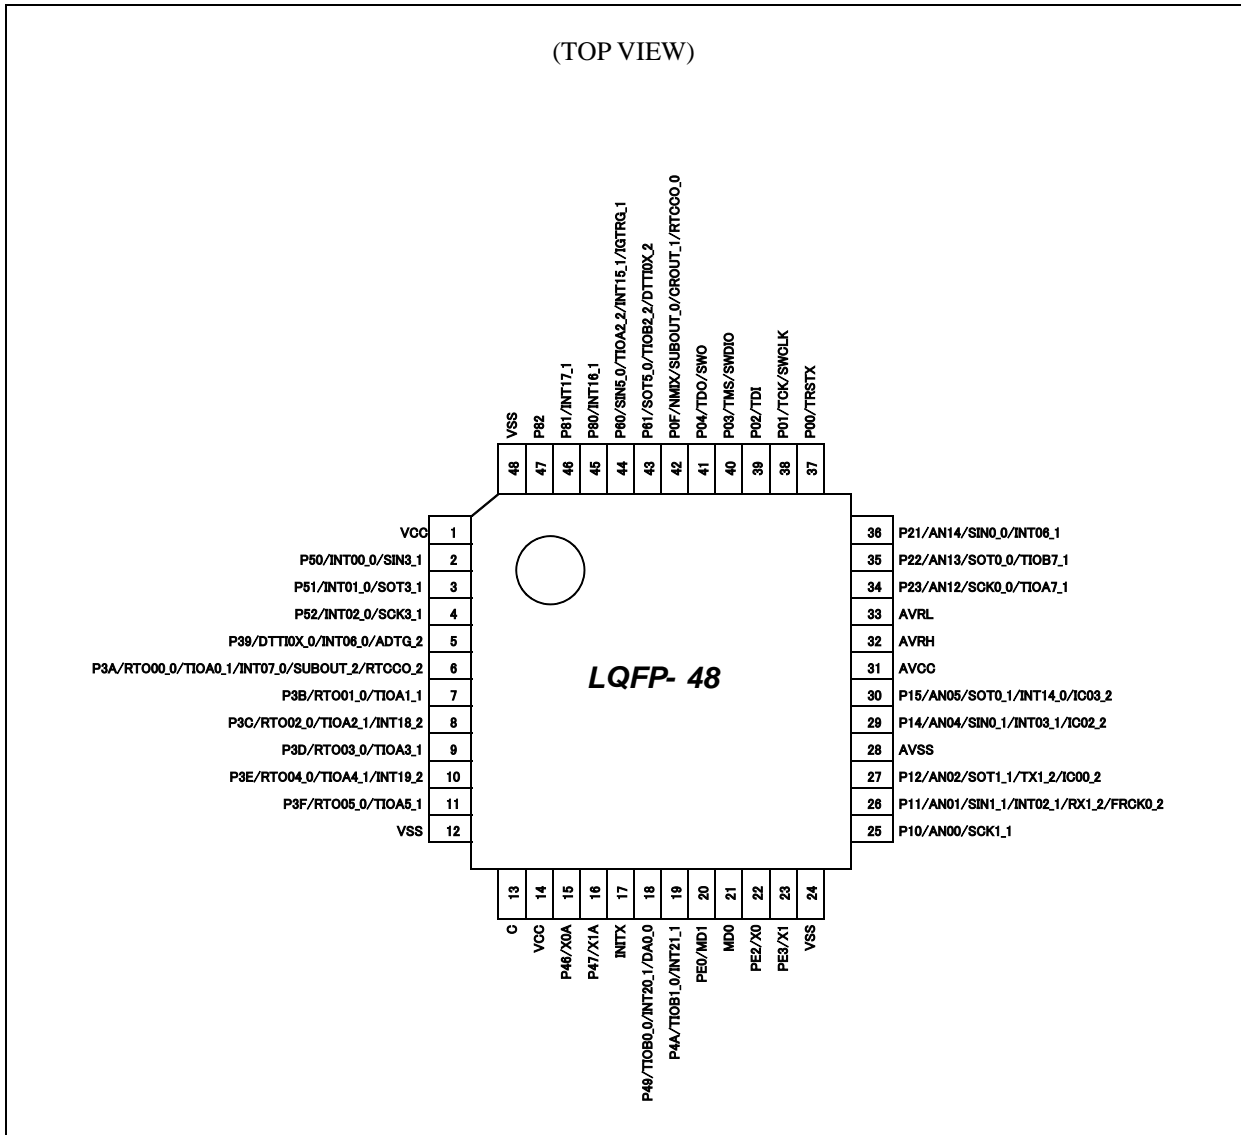 (TOP VIEW)
VSS
P82
P81/INT17_1
P80/INT16_1
P60/SIN5_0/TIOA2_2/INT15_1/IGTRG_1
P61/SOT5_0/TIOB2_2/DTTI0X_2
P0F/NMIX/SUBOUT_0/CROUT_1/RTCCO_0
P04/TDO/SWO
P03/TMS/SWDIO
P02/TDI
P01/TCK/SWCLK
P00/TRSTX
48 47 46 45 44 43 42 41 40 39 38 37
VCC 1
P50/INT00_0/SIN3_1 2
P51/INT01_0/SOT3_1 3
P52/INT02_0/SCK3_1 4
P39/DTTI0X_0/INT06_0/ADTG_2 5
P3A/RTO00_0/TIOA0_1/INT07_0/SUBOUT_2/RTCCO_2 6
P3B/RTO01_0/TIOA1_1 7
P3C/RTO02_0/TIOA2_1/INT18_2 8
P3D/RTO03_0/TIOA3_1 9
P3E/RTO04_0/TIOA4_1/INT19_2 10
P3F/RTO05_0/TIOA5_1 11
VSS 12
LQFP- 48
36 P21/AN14/SIN0_0/INT06_1
35 P22/AN13/SOT0_0/TIOB7_1
34 P23/AN12/SCK0_0/TIOA7_1
33 AVRL
32 AVRH
31 AVCC
30 P15/AN05/SOT0_1/INT14_0/IC03_2
29 P14/AN04/SIN0_1/INT03_1/IC02_2
28 AVSS
27 P12/AN02/SOT1_1/TX1_2/IC00_2
26 P11/AN01/SIN1_1/INT02_1/RX1_2/FRCK0_2
25 P10/AN00/SCK1_1
13 14 15 16 17 18 19 20 21 22 23 24
C
VCC
P46/X0A
P47/X1A
INITX
P49/TIOB0_0/INT20_1/DA0_0
P4A/TIOB1_0/INT21_1
PE0/MD1
MD0
PE2/X0
PE3/X1
VSS